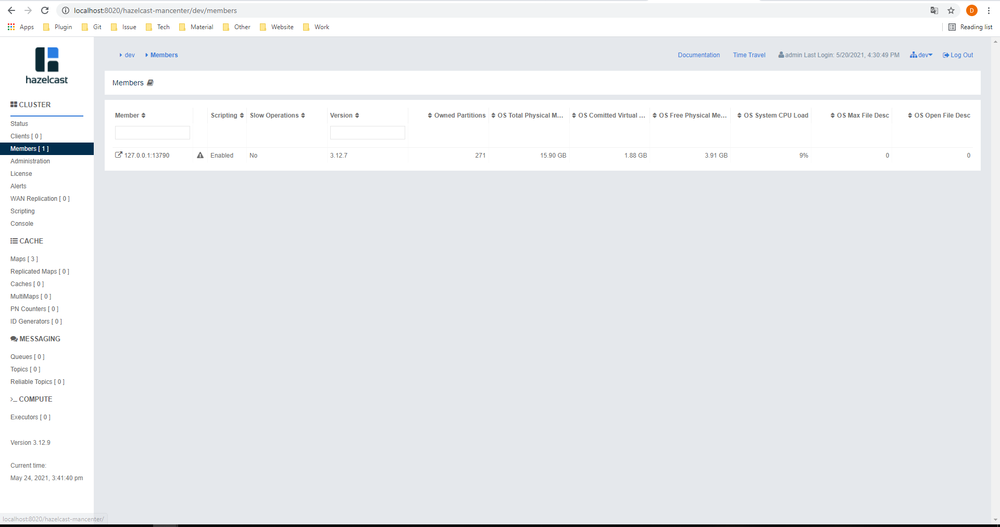 localhost:8020/hazelcast-mancenter/dev/members
D
Apps Plugin Git Issue Tech Material Other Website Work Reading list
hazelcast
dev Members Documentation Time Travel admin Last Login: 5/20/2021, 4:30:49 PM dev Log Out
Members
CLUSTER
Status
Clients [ 0 ]
Members [ 1 ]
Administration
License
Alerts
WAN Replication [ 0 ]
Scripting
Console
CACHE
Maps [ 3 ]
Replicated Maps [ 0 ]
Caches [ 0 ]
MultiMaps [ 0 ]
PN Counters [ 0 ]
ID Generators [ 0 ]
MESSAGING
Queues [ 0 ]
Topics [ 0 ]
Reliable Topics [ 0 ]
COMPUTE
Executors [ 0 ]
Version 3.12.9
Current time:
May 24, 2021, 3:41:40 pm
Member Scripting Slow Operations Version Owned Partitions OS Total Physical M... OS Comitted Virtual ... OS Free Physical Me... OS System CPU Load OS Max File Desc OS Open File Desc
127.0.0.1:13790 Enabled No 3.12.7 271 15.90 GB 1.88 GB 3.91 GB 9% 0 0
localhost:8020/hazelcast-mancenter/